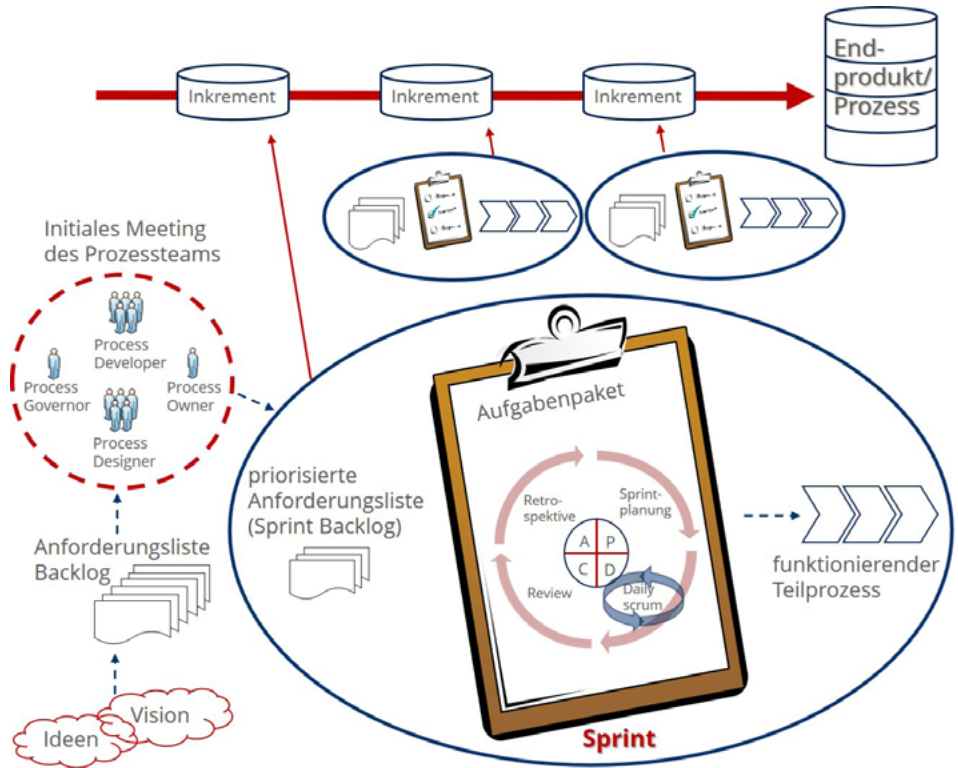 End-
produkt/
Prozess
Inkrement
Inkrement
Inkrement
Initiales Meeting
des Prozessteams
Process
Developer
Process
Governor
Process
Owner
Process
Designer
Aufgabenpaket
priorisierte
Anforderungsliste
(Sprint Backlog)
Retro-
spektive
Sprint-
planung
A P
C D
Review
Daily
scrum
funktionierender
Teilprozess
Anforderungsliste
Backlog
Vision
Ideen
Sprint